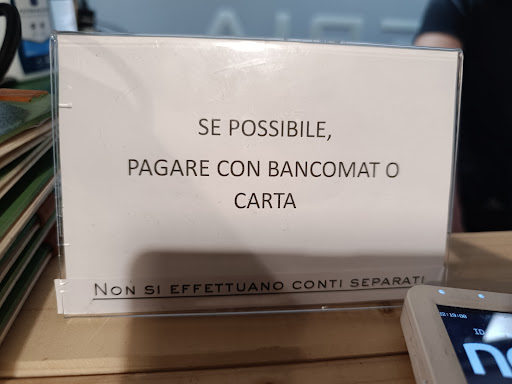 SE POSSIBILE,
PAGARE CON BANCOMAT O
CARTA
NON SI EFFETTUANO CONTI SEPARATI